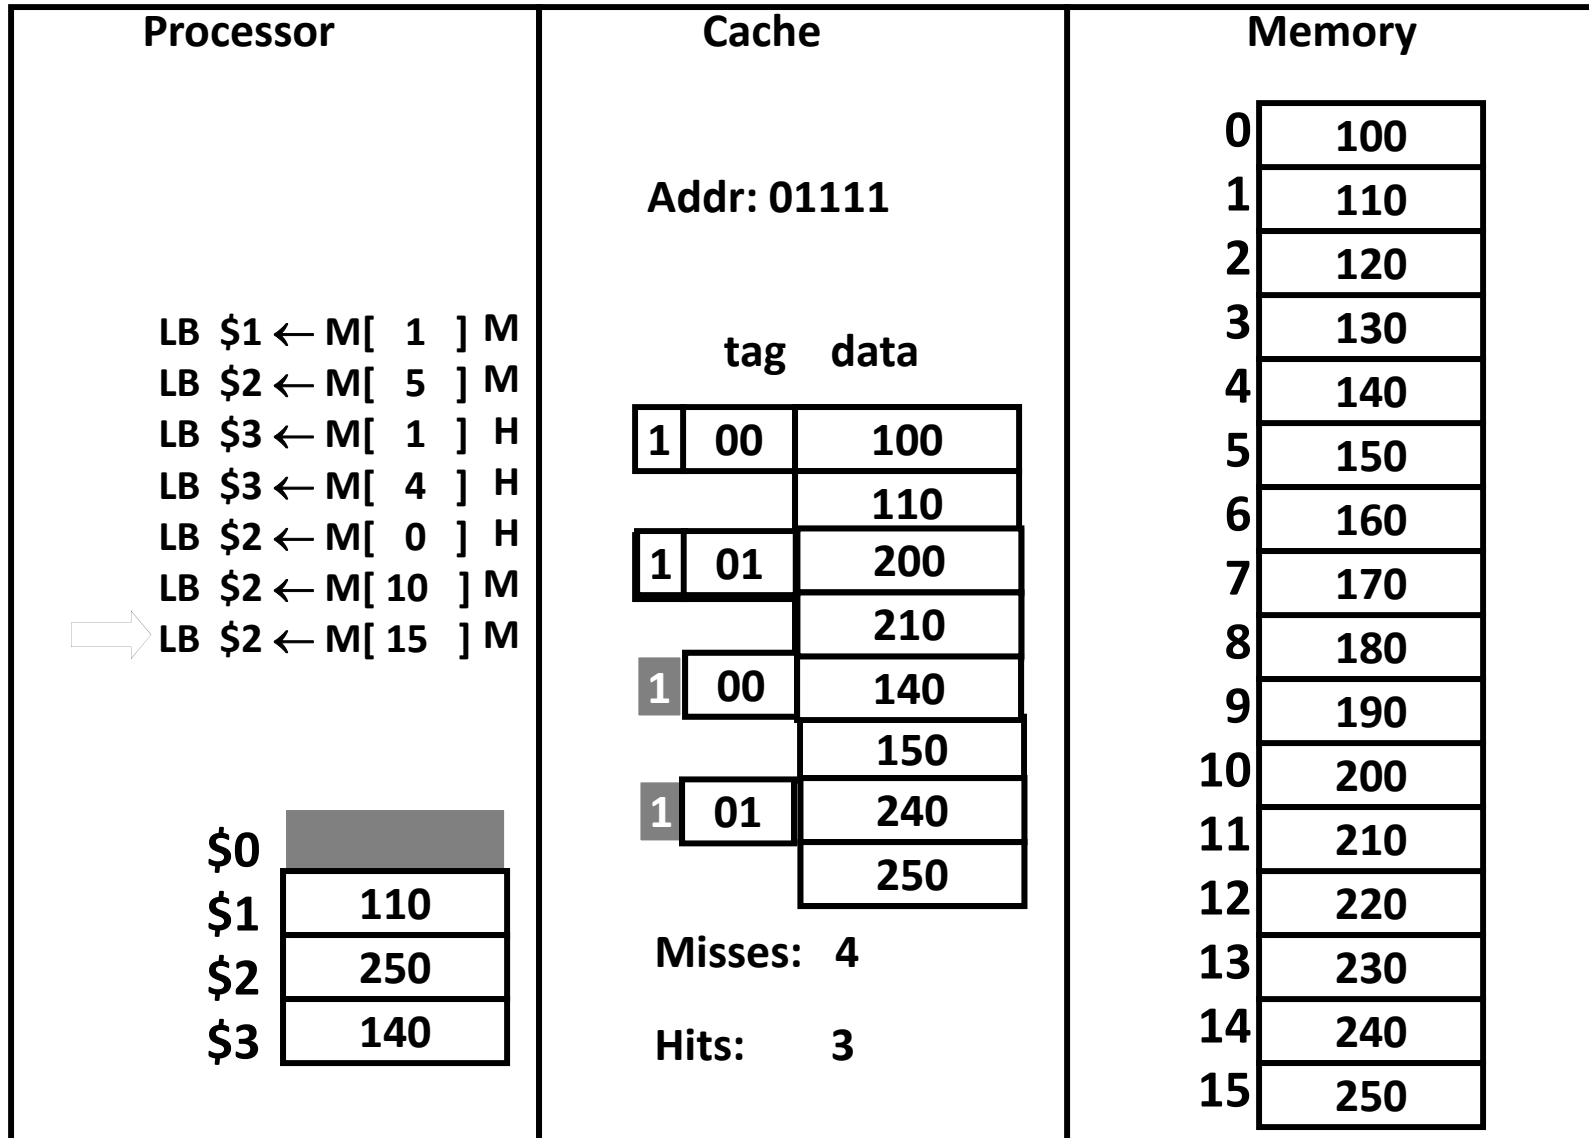 Processor
LB $1 ← M[ 1 ] M
LB $2 ← M[ 5 ] M
LB $3 ← M[ 1 ] H
LB $3 ← M[ 4 ] H
LB $2 ← M[ 0 ] H
LB $2 ← M[ 10 ] M
LB $2 ← M[ 15 ] M
$0
$1 110
$2 250
$3 140
Cache
Addr: 01111
tag data
1 00 100
110
1 01 200
210
1 00 140
150
1 01 240
250
Misses: 4
Hits: 3
Memory
0 100
1 110
2 120
3 130
4 140
5 150
6 160
7 170
8 180
9 190
10 200
11 210
12 220
13 230
14 240
15 250